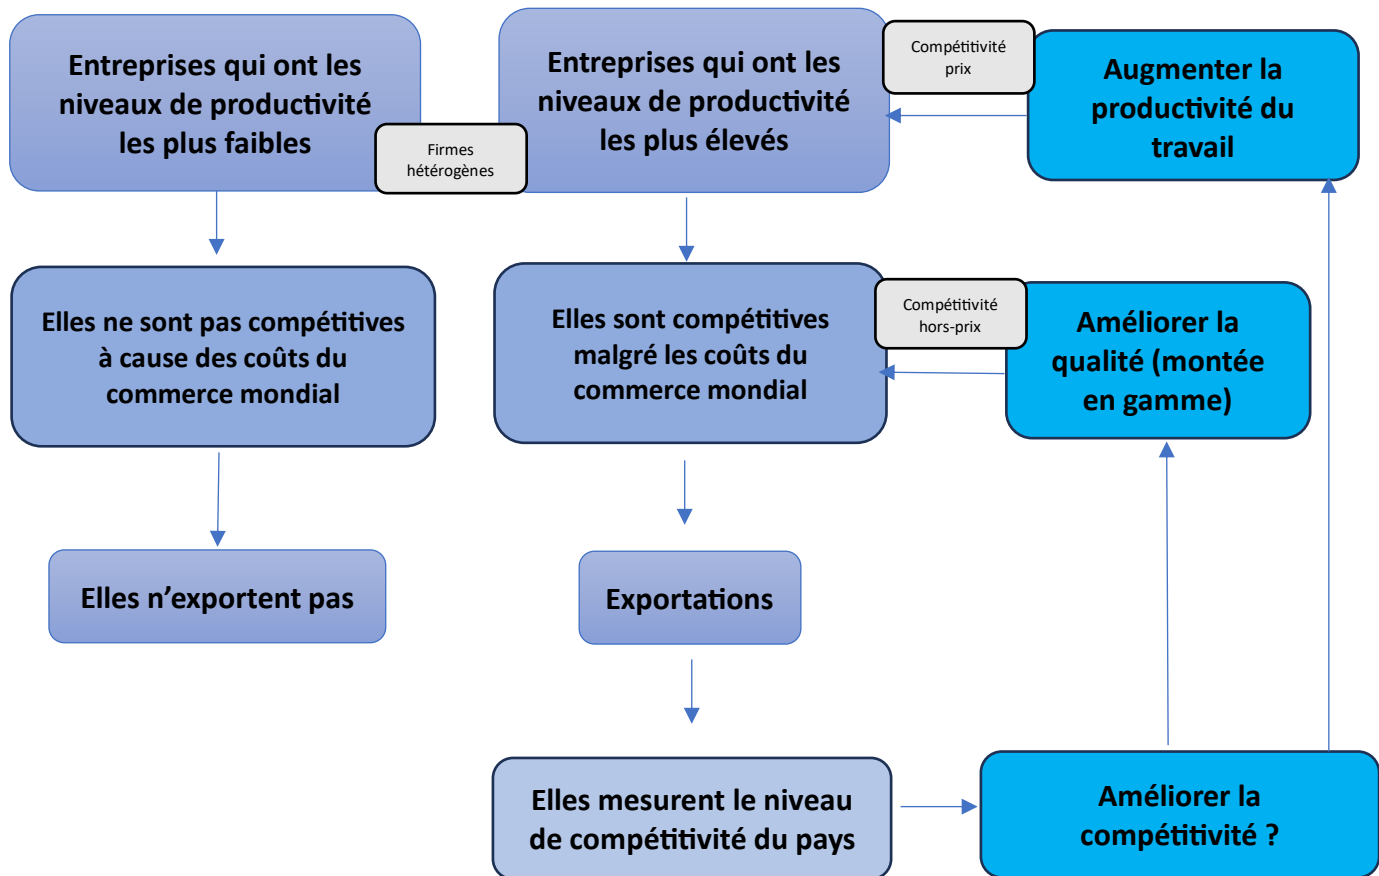 Entreprises qui ont les
niveaux de productivité
les plus faibles
Firmes
hétérogènes
Entreprises qui ont les
niveaux de productivité
les plus élevés
Compétitivité
prix
Augmenter la
productivité du
travail
Elles ne sont pas compétitives
à cause des coûts du
commerce mondial
Elles sont compétitives
malgré les coûts du
commerce mondial
Compétitivité
hors-prix
Améliorer la
qualité (montée
en gamme)
Elles n’exportent pas
Exportations
Elles mesurent le niveau
de compétitivité du pays
Améliorer la
compétitivité ?